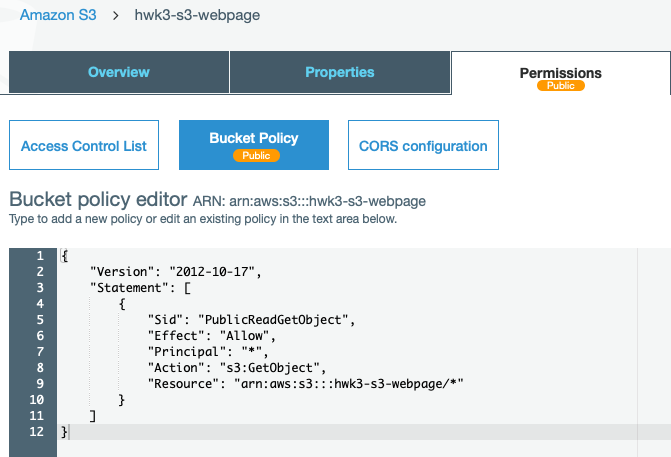 Amazon S3 > hwk3-s3-webpage
Overview
Properties
Permissions
Public
Access Control List
Bucket Policy
Public
CORS configuration
Bucket policy editor ARN: arn:aws:s3:::hwk3-s3-webpage
Type to add a new policy or edit an existing policy in the text area below.
1 {
2     "Version": "2012-10-17",
3     "Statement": [
4         {
5             "Sid": "PublicReadGetObject",
6             "Effect": "Allow",
7             "Principal": "*",
8             "Action": "s3:GetObject",
9             "Resource": "arn:aws:s3:::hwk3-s3-webpage/*"
10         }
11     ]
12 }